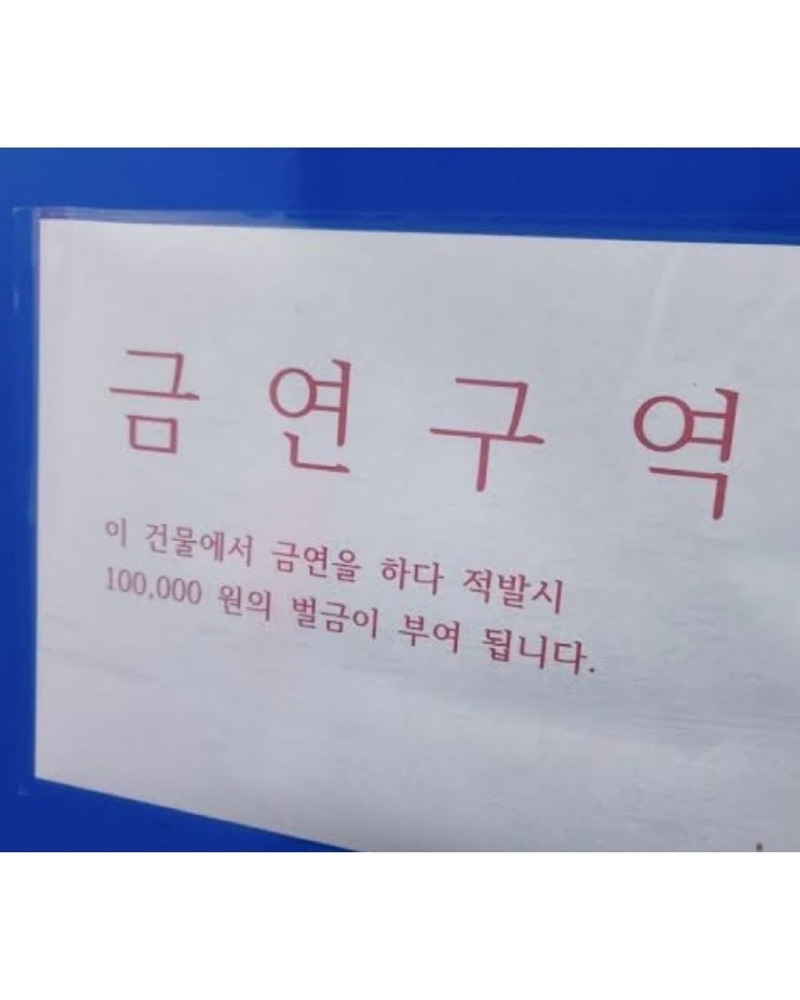 금연구역
이 건물에서 금연을 하다 적발시
100,000 원의 벌금이 부여 됩니다.